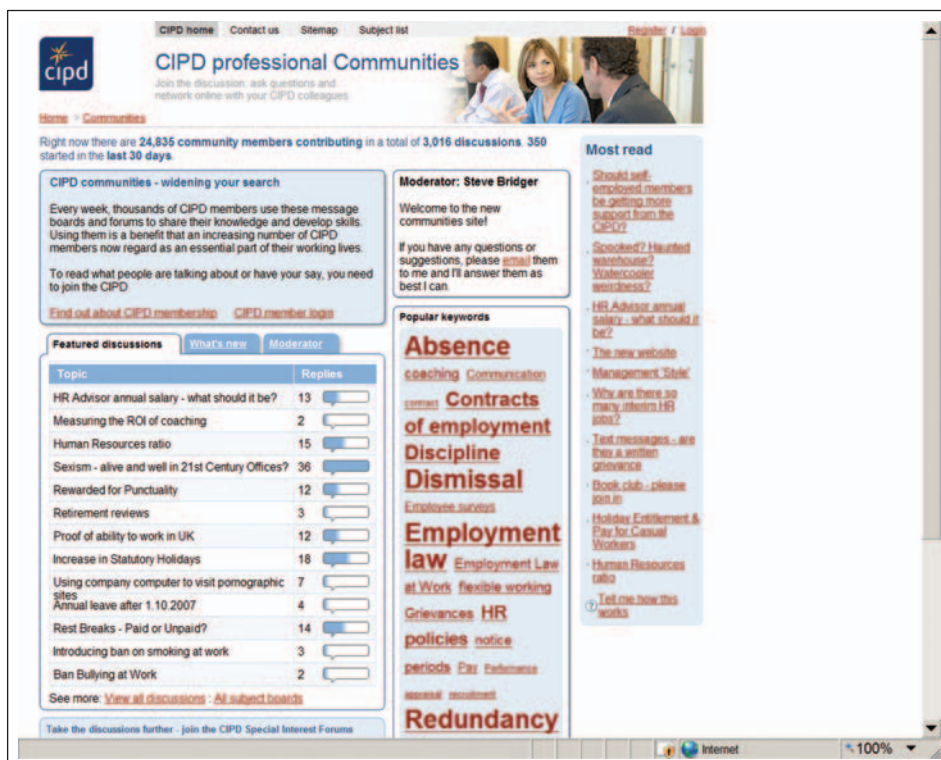 CIPD home Contact us Sitemap Subject list
Register / Login
cipd
CIPD professional Communities
Join the discussion: ask questions and
network online with your CIPD colleagues
Home > Communities
Right now there are 24,835 community members contributing in a total of 3,016 discussions. 350
started in the last 30 days.
CIPD communities - widening your search
Every week, thousands of CIPD members use these message
boards and forums to share their knowledge and develop skills.
Using them is a benefit that an increasing number of CIPD
members now regard as an essential part of their working lives.
To read what people are talking about or have your say, you need
to join the CIPD
Find out about CIPD membership CIPD member login
Featured discussions What's new Moderator
Topic Replies
HR Advisor annual salary - what should it be? 13
Measuring the ROI of coaching 2
Human Resources ratio 15
Sexism - alive and well in 21st Century Offices? 36
Rewarded for Punctuality 12
Retirement reviews 3
Proof of ability to work in UK 12
Increase in Statutory Holidays 18
Using company computer to visit pornographic 7
sites
Annual leave after 1.10.2007 4
Rest Breaks - Paid or Unpaid? 14
Introducing ban on smoking at work 3
Ban Bullying at Work 2
See more: View all discussions : All subject boards
Take the discussions further - join the CIPD Special Interest Forums
Moderator: Steve Bridger
Welcome to the new
communities site!
If you have any questions or
suggestions, please email them
to me and I'll answer them as
best I can.
Popular keywords
Absence
coaching Communication
contract Contracts
of employment
Discipline
Dismissal
Employee surveys
Employment
law Employment Law
at Work flexible working
Grievances HR
policies notice
periods Pay Performance
appraisal recruitment
Redundancy
Most read
Should self-
employed members
be getting more
support from the
CIPD?
Spooked? Haunted
warehouse?
Watercooler
weirdness?
HR Advisor annual
salary - what should it
be?
The new website
Management 'Style'
Why are there so
many interim HR
jobs?
Text messages - are
they a written
grievance
Book club - please
join in
Holiday Entitlement &
Pay for Casual
Workers
Human Resources
ratio
? Tell me how this
works
Internet 100%